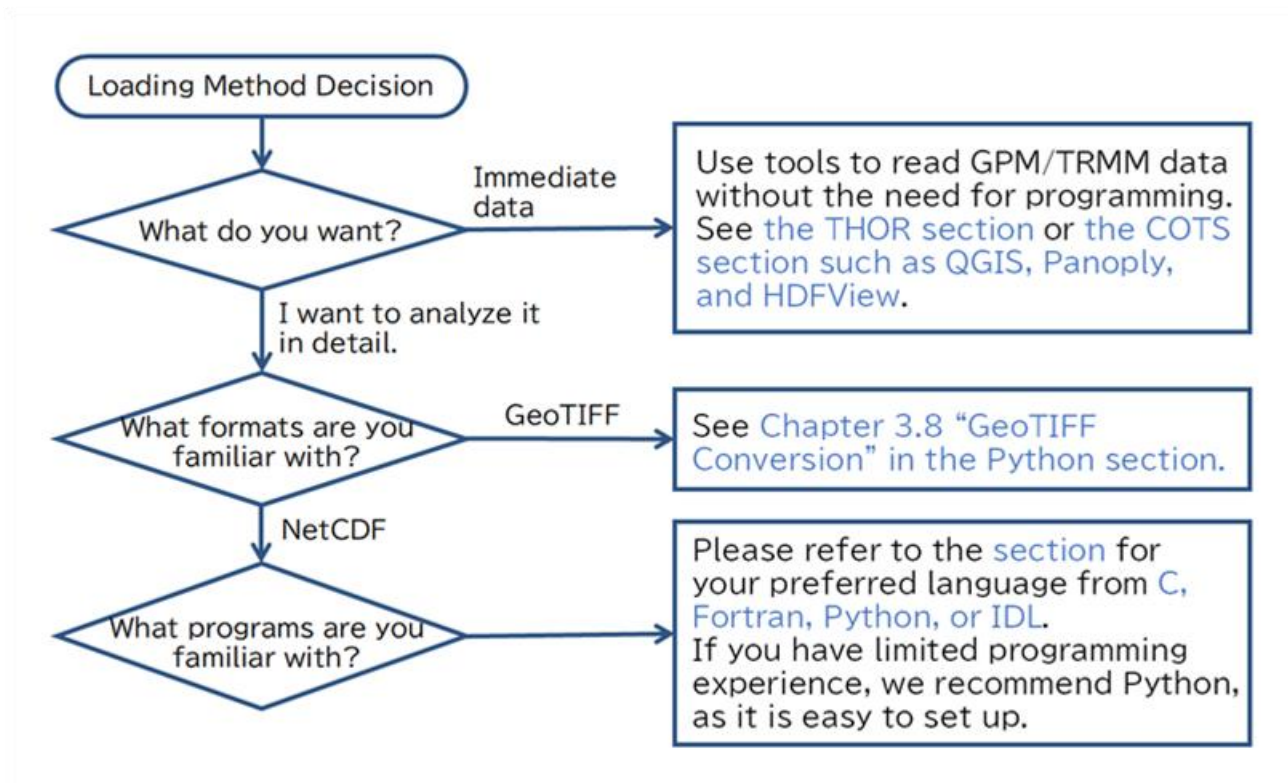 Loading Method Decision
What do you want?
Immediate
data
Use tools to read GPM/TRMM data
without the need for programming.
See the THOR section or the COTS
section such as QGIS, Panoply,
and HDFView.
I want to analyze it
in detail.
What formats are you
familiar with?
GeoTIFF
See Chapter 3.8 “GeoTIFF
Conversion” in the Python section.
NetCDF
What programs are you
familiar with?
Please refer to the section for
your preferred language from C,
Fortran, Python, or IDL.
If you have limited programming
experience, we recommend Python,
as it is easy to set up.